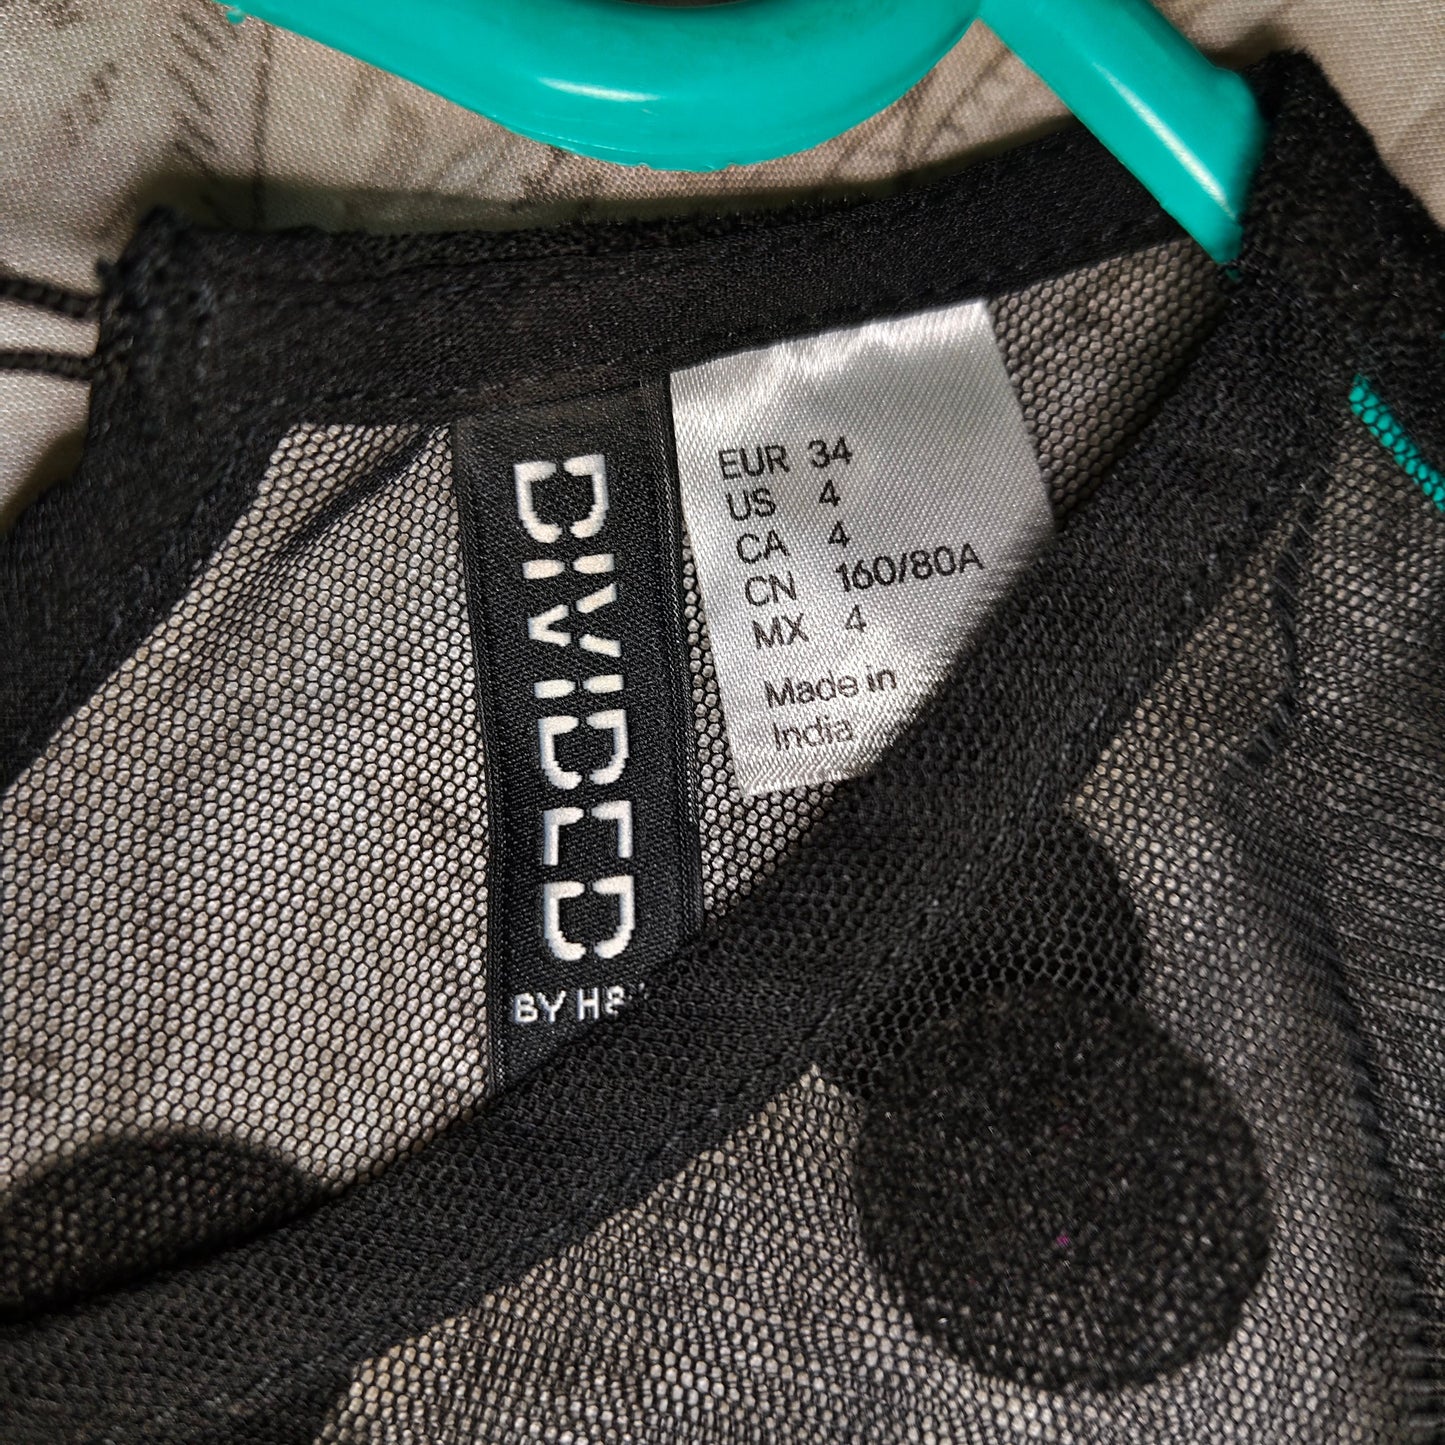 DIVIDED
BY H&
EUR 34
US 4
CA 4
CN 160/80A
MX 4
Made in
India